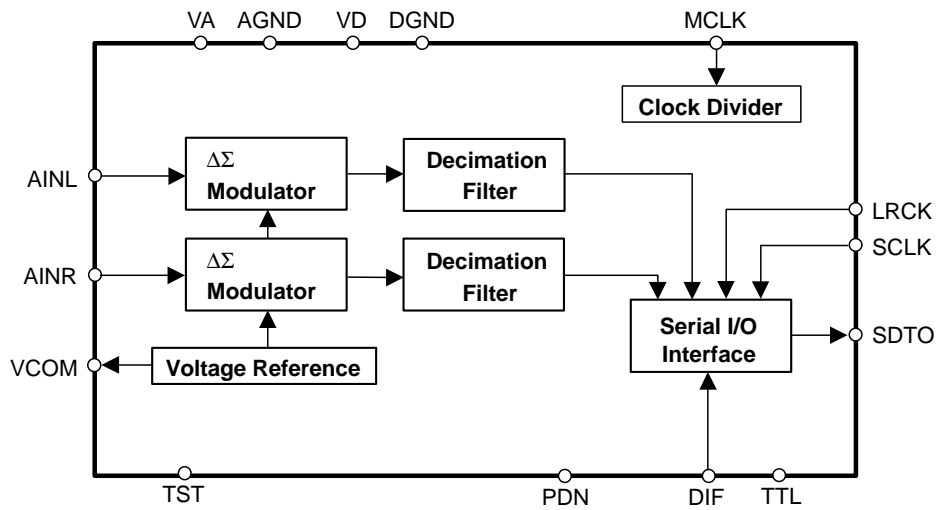 VA AGND VD DGND MCLK
Clock Divider
AINL
ΔΣ
Modulator
Decimation
Filter
LRCK
SCLK
AINR
ΔΣ
Modulator
Decimation
Filter
Serial I/O
Interface
SDTO
VCOM
Voltage Reference
TST PDN DIF TTL